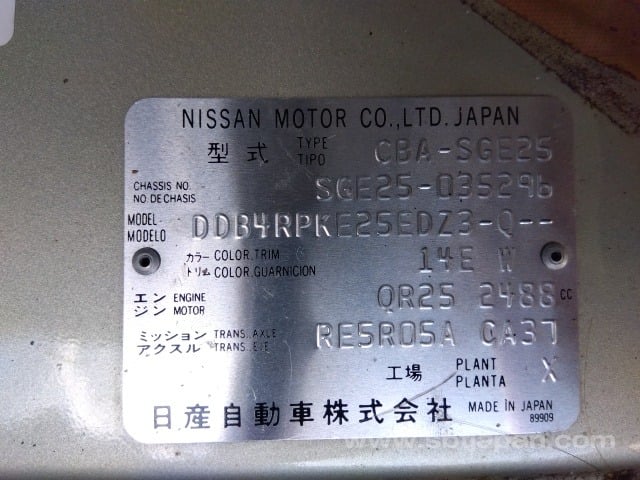 NISSAN MOTOR CO.,LTD. JAPAN
型式 TYPE TIPO CBA-SGE25
CHASSIS NO. NO. DE CHASIS SGE25-035296
MODEL MODELO DDB4RPKE25EDZ3-Q--
カラー COLOR, TRIM トリム COLOR, GUARNICION 14E W
エンジン ENGINE MOTOR QR25 2488 CC
ミッション TRANS. AXLE アクスル TRANS. EJE RE5R05A CA37
工場 PLANT PLANTA X
日産自動車株式会社 MADE IN JAPAN
89909